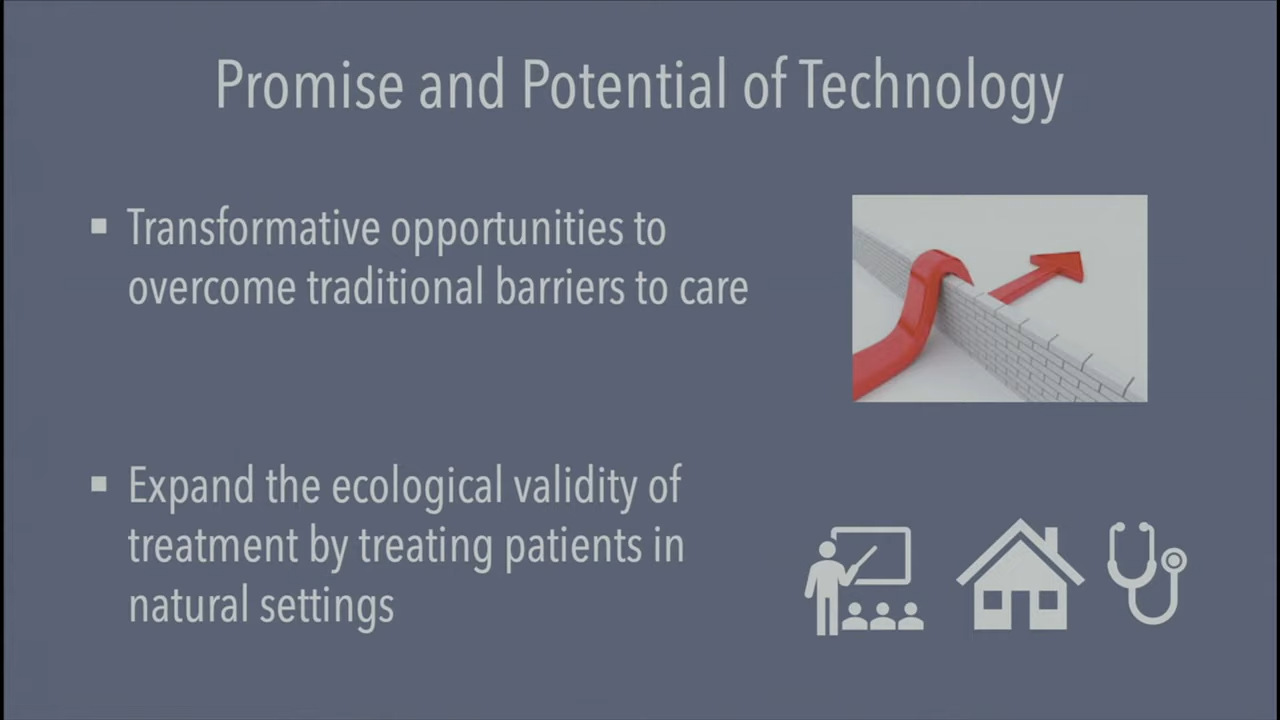 Promise and Potential of Technology
▪ Transformative opportunities to
overcome traditional barriers to care
▪ Expand the ecological validity of
treatment by treating patients in
natural settings